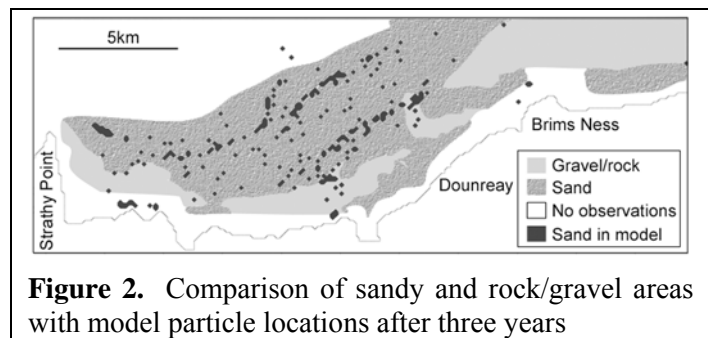 5km
Brims Ness
Dounreay
Strathy Point
Gravel/rock
Sand
No observations
Sand in model
Figure 2. Comparison of sandy and rock/gravel areas
with model particle locations after three years